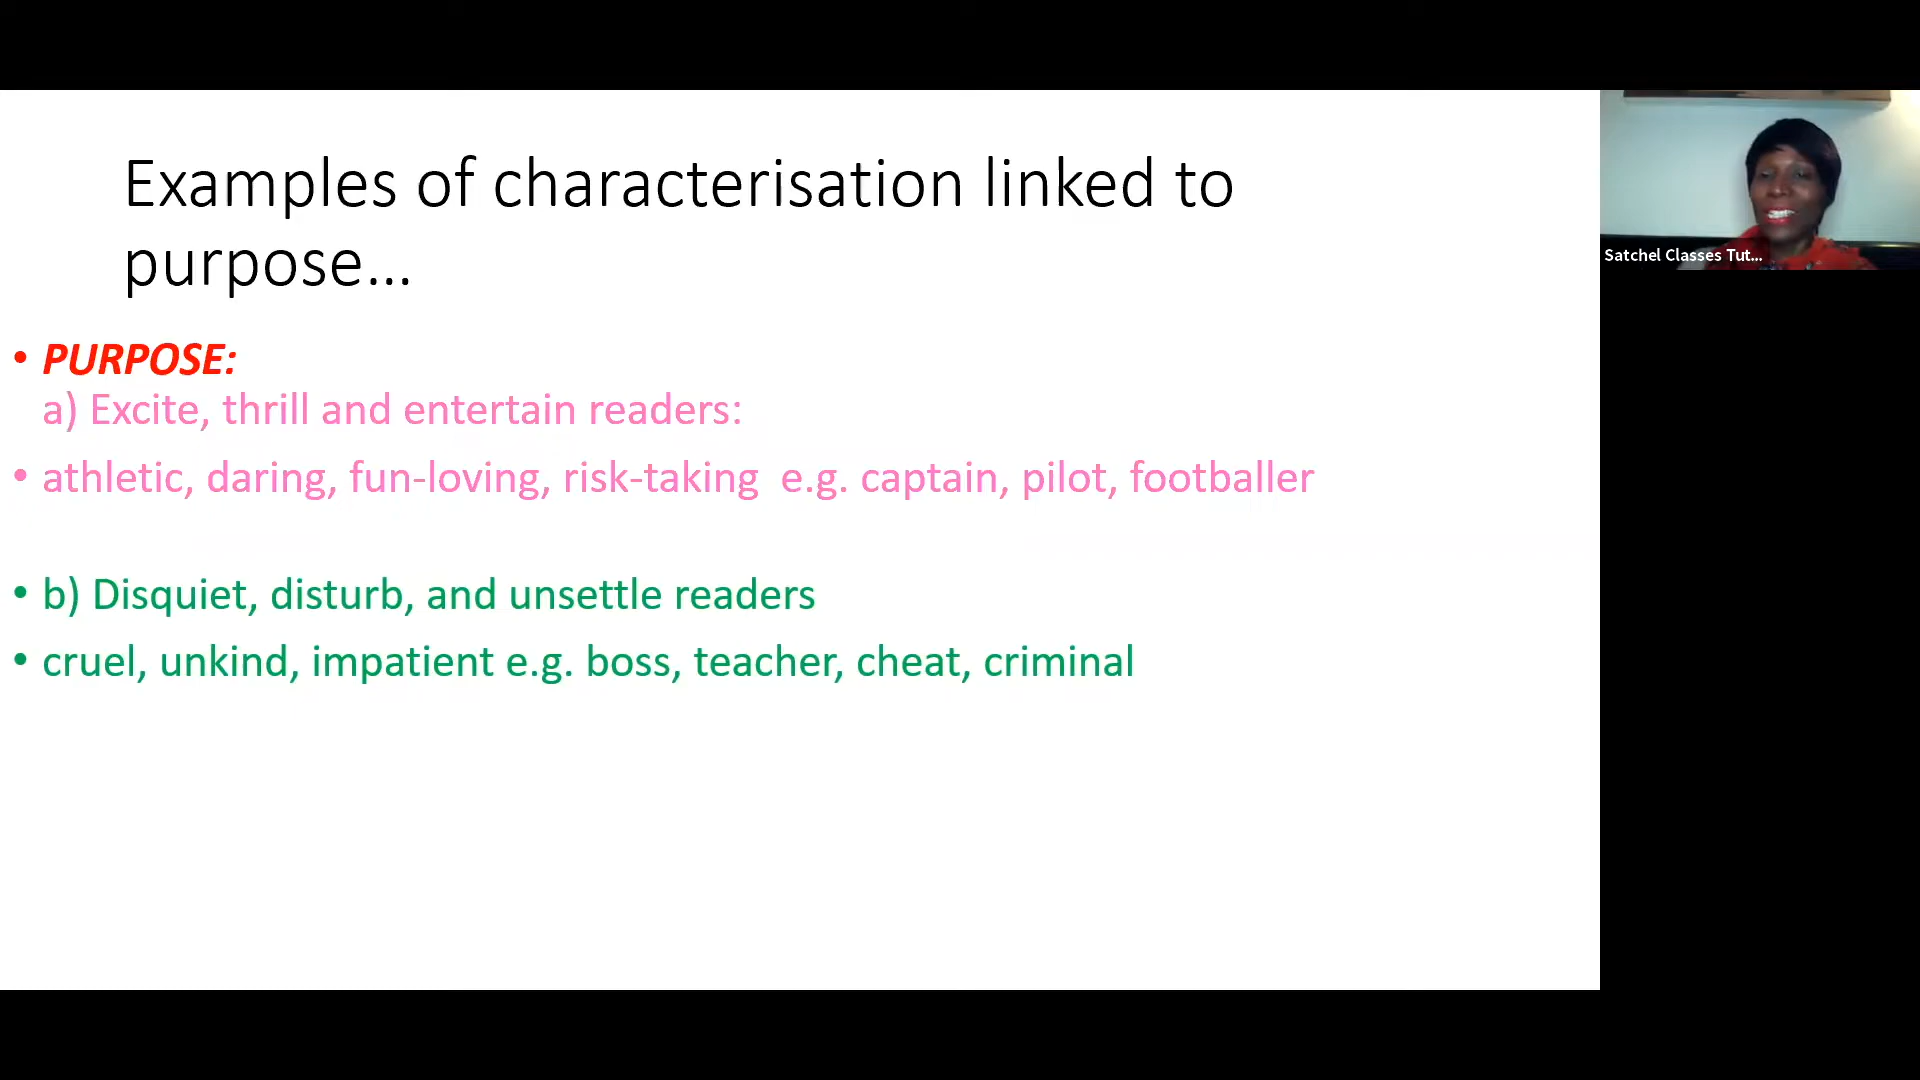 Examples of characterisation linked to
purpose...
• PURPOSE:
a) Excite, thrill and entertain readers:
• athletic, daring, fun-loving, risk-taking  e.g. captain, pilot, footballer
• b) Disquiet, disturb, and unsettle readers
• cruel, unkind, impatient e.g. boss, teacher, cheat, criminal
Satchel Classes Tut...